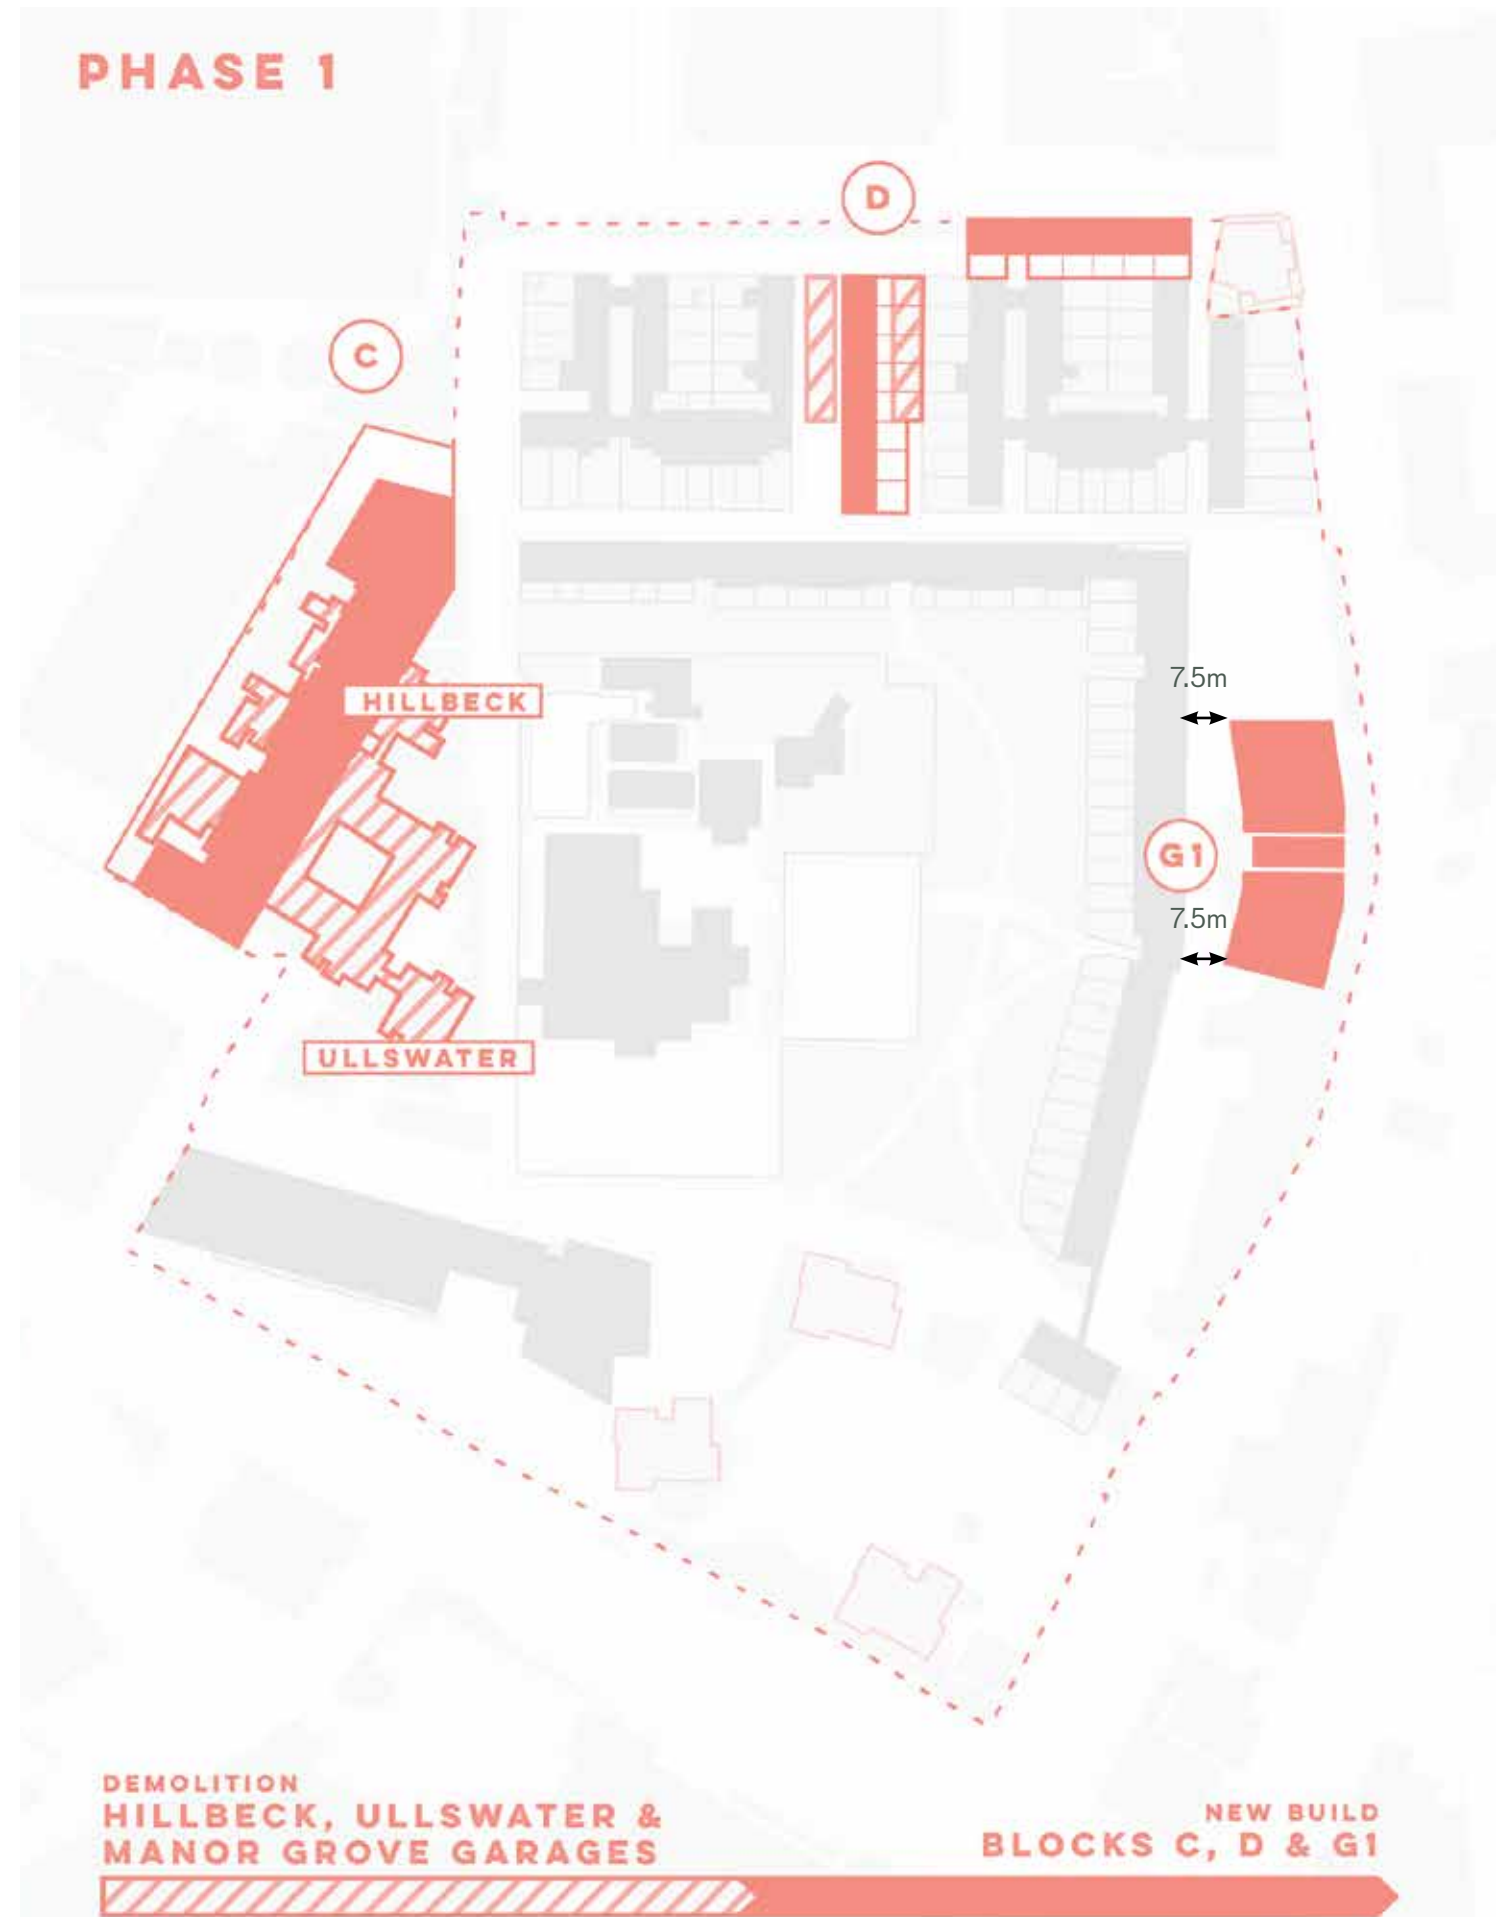 PHASE 1
D
C
HILLBECK
7.5m
G1
7.5m
ULLSWATER
DEMOLITION
HILLBECK, ULLSWATER &
MANOR GROVE GARAGES
NEW BUILD
BLOCKS C, D & G1